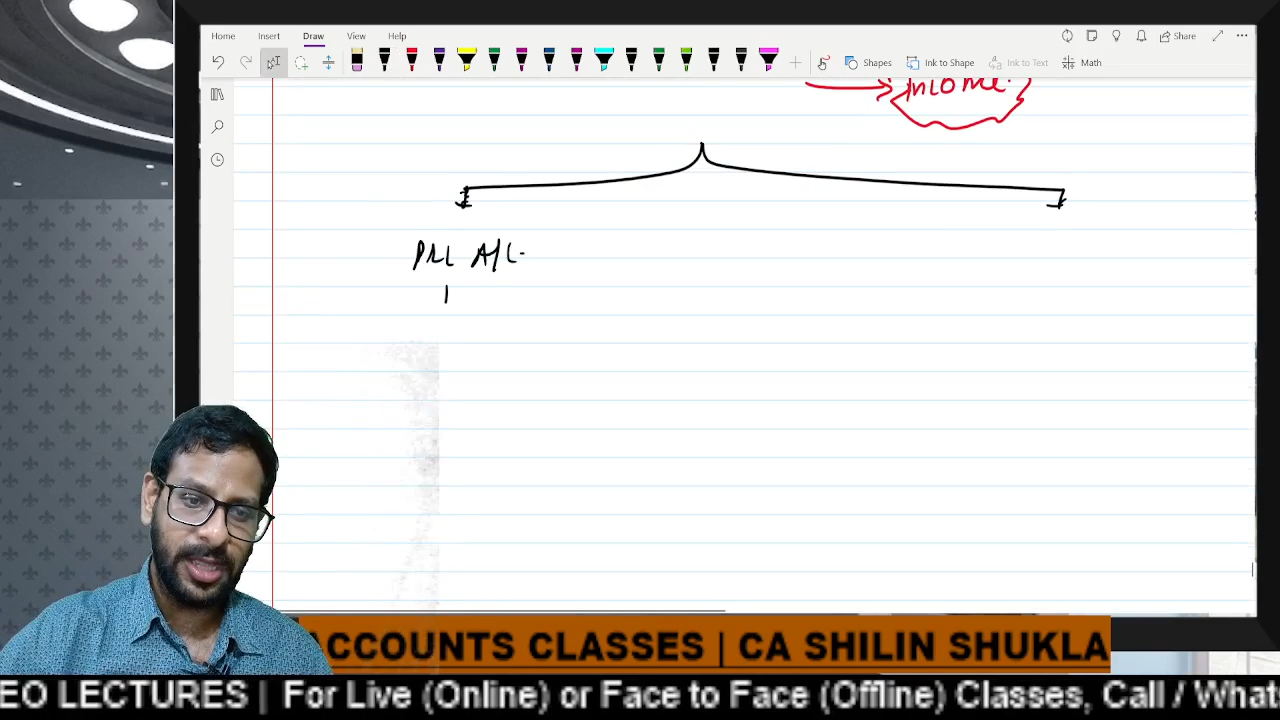 Home Insert Draw View Help Share
Shapes Ink to Shape Ink to Text Math
Income.
P&L A/c
ACCOUNTS CLASSES | CA SHILIN SHUKLA
EO LECTURES | For Live (Online) or Face to Face (Offline) Classes, Call / What